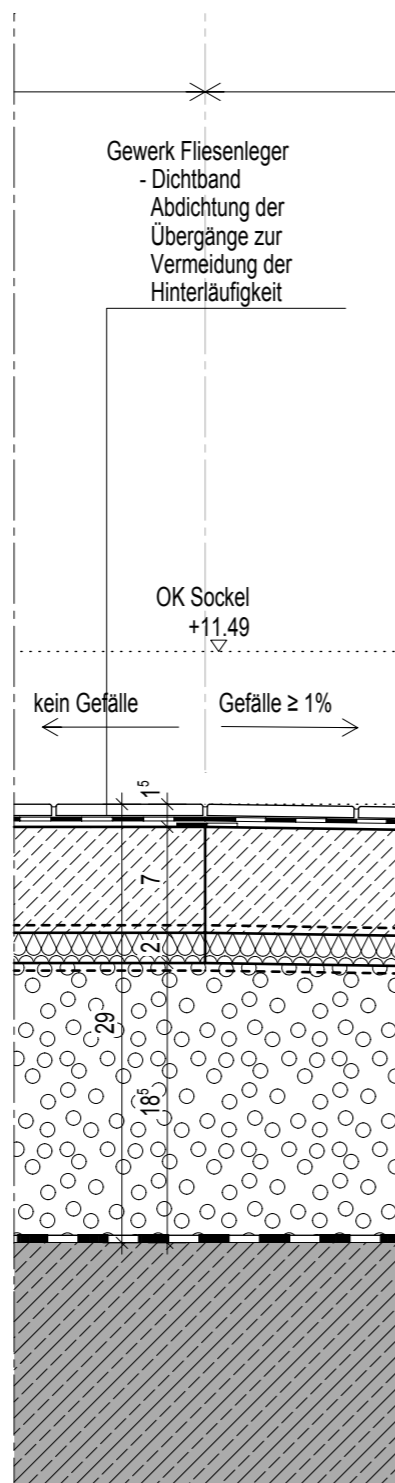 Gewerk Fliesenleger
- Dichtband
Abdichtung der
Übergänge zur
Vermeidung der
Hinterläufigkeit
OK Sockel
+11.49
kein Gefälle
Gefälle ≥ 1%
1⁵
7
2
29
18⁵